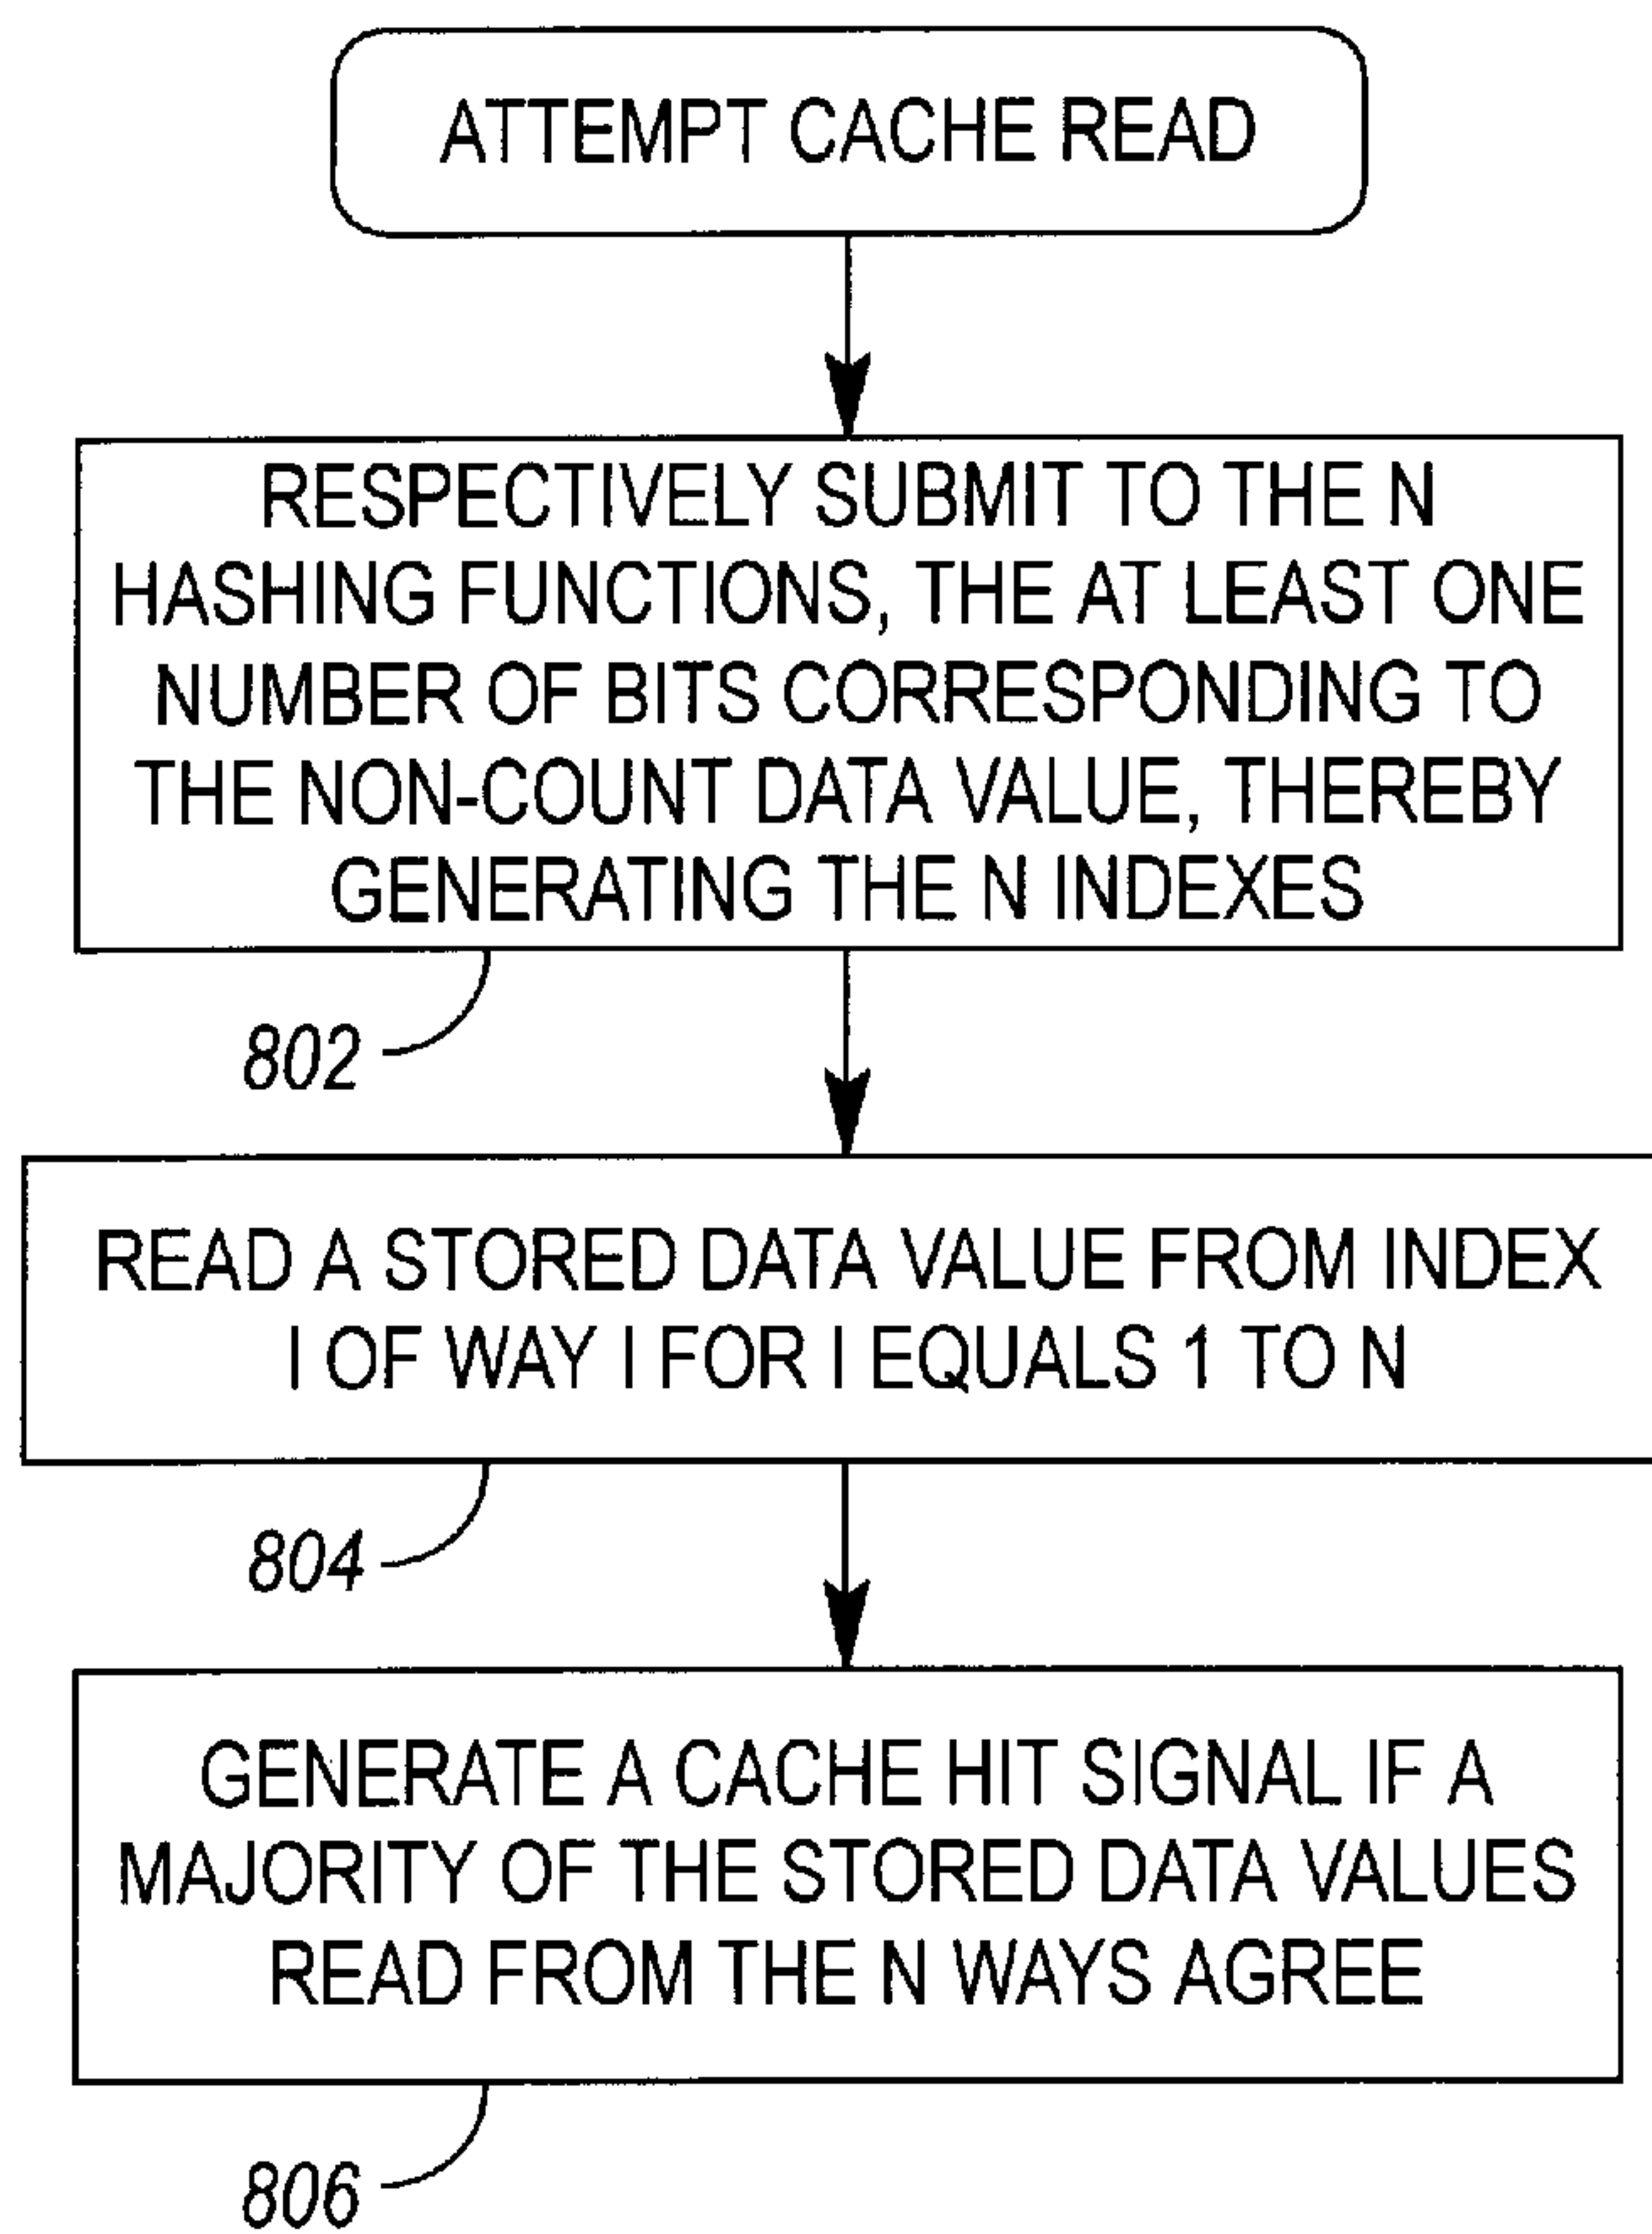 ATTEMPT CACHE READ
RESPECTIVELY SUBMIT TO THE N
HASHING FUNCTIONS, THE AT LEAST ONE
NUMBER OF BITS CORRESPONDING TO
THE NON-COUNT DATA VALUE, THEREBY
GENERATING THE N INDEXES
802
READ A STORED DATA VALUE FROM INDEX
I OF WAY I FOR I EQUALS 1 TO N
804
GENERATE A CACHE HIT SIGNAL IF A
MAJORITY OF THE STORED DATA VALUES
READ FROM THE N WAYS AGREE
806